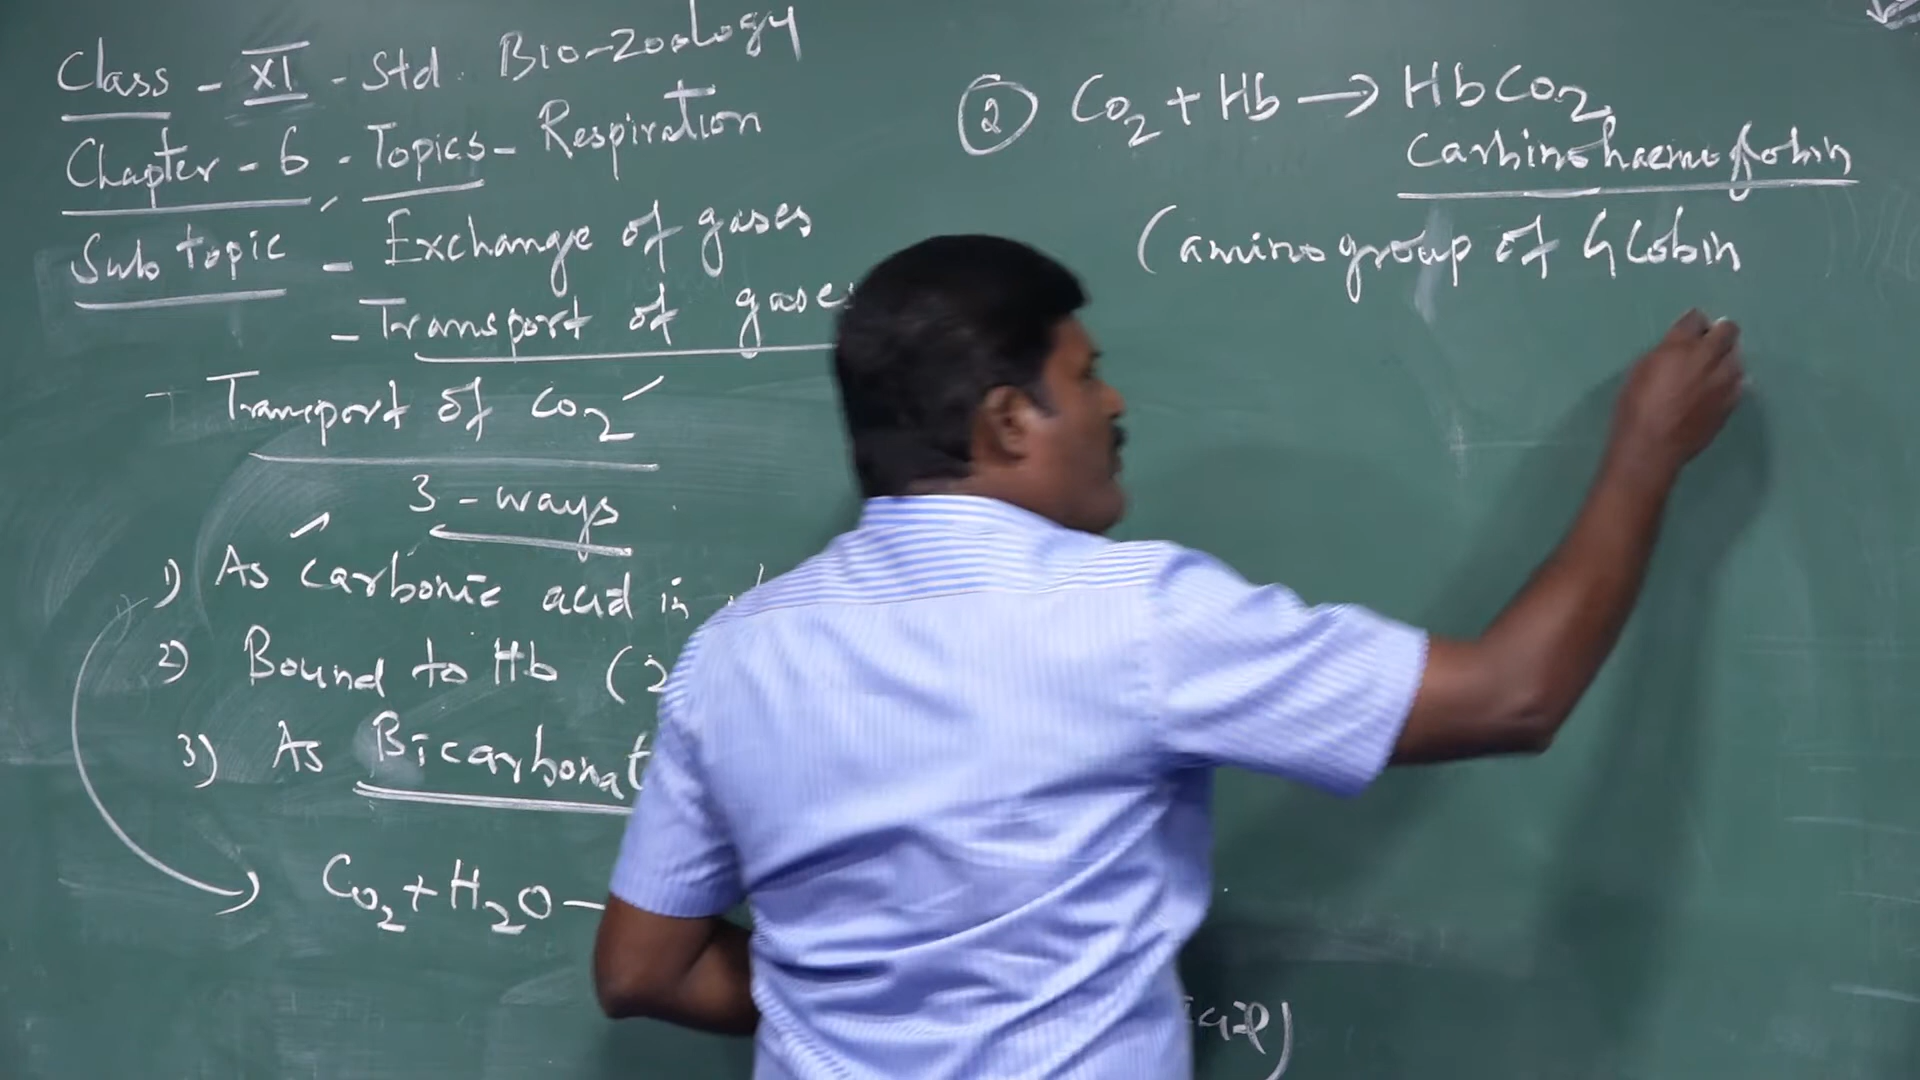 Class - XI - Std Bio-Zoology
Chapter - 6 - Topics - Respiration
Sub topic - Exchange of gases
- Transport of gases
Transport of CO2
3 - ways
1) As Carbonic acid in
2) Bound to Hb (2
3) As Bicarbonat
CO2 + H2O -
② CO2 + Hb → HbCO2
Carbinohaemoglobin
(amino group of Globin